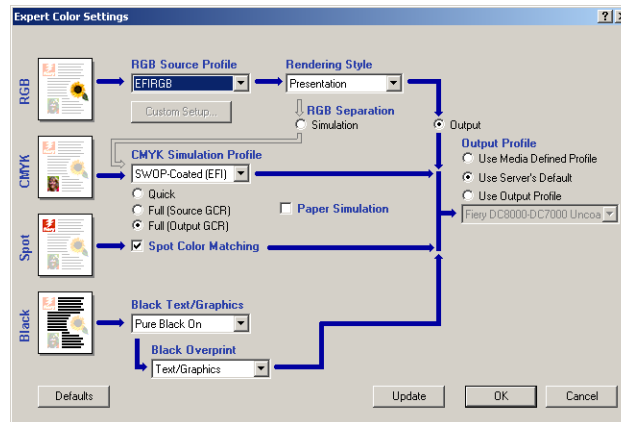 Expert Color Settings
RGB
RGB Source Profile
EFIRGB
Custom Setup...
Rendering Style
Presentation
RGB Separation
Simulation
Output
CMYK
CMYK Simulation Profile
SWOP-Coated (EFI)
Quick
Full (Source GCR)
Full (Output GCR)
Paper Simulation
Output Profile
Use Media Defined Profile
Use Server's Default
Use Output Profile
Fiery DC8000-DC7000 Uncoa
Spot
Spot Color Matching
Black
Black Text/Graphics
Pure Black On
Black Overprint
Text/Graphics
Defaults
Update
OK
Cancel